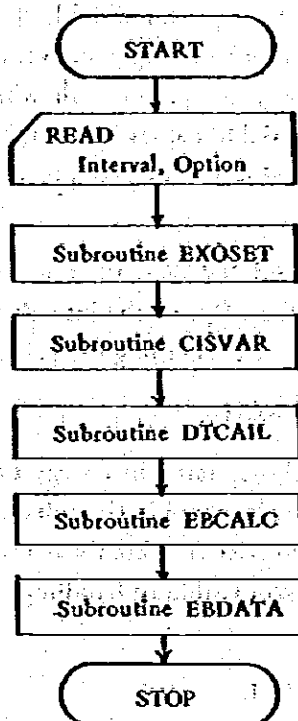 START
READ
Interval, Option
Subroutine EXOSET
Subroutine CISVAR
Subroutine DTCAIL
Subroutine EBCALC
Subroutine EBDATA
STOP